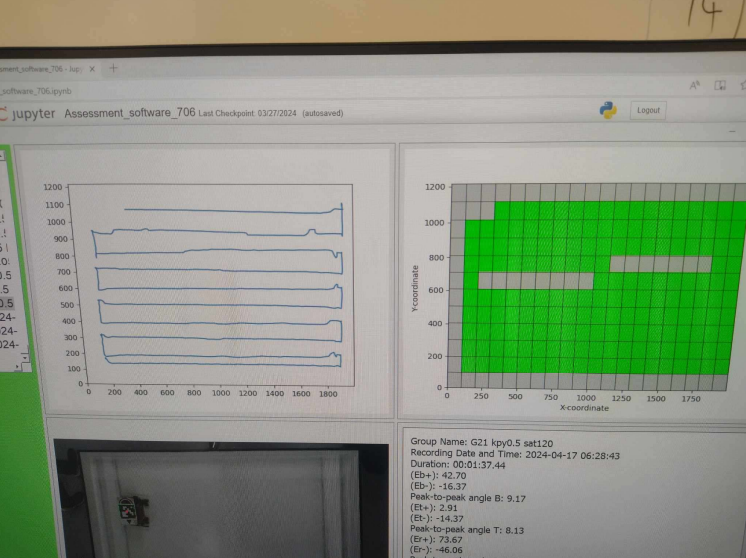 14
sment_software_706 - Jup
_software_706.ipynb
jupyter Assessment_software_706 Last Checkpoint: 03/27/2024 (autosaved)
Logout
1200
1100
1000
900
800
700
600
500
400
300
200
100
0
0 200 400 600 800 1000 1200 1400 1600 1800
1200
1000
800
600
400
200
0
Y-coordinate
0 250 500 750 1000 1250 1500 1750
X-coordinate
0.5
.5
0.5
24-
024-
024-
Group Name: G21 kpy0.5 sat120
Recording Date and Time: 2024-04-17 06:28:43
Duration: 00:01:37.44
(Eb+): 42.70
(Eb-): -16.37
Peak-to-peak angle B: 9.17
(Et+): 2.91
(Et-): -14.37
Peak-to-peak angle T: 8.13
(Er+): 73.67
(Er-): -46.06